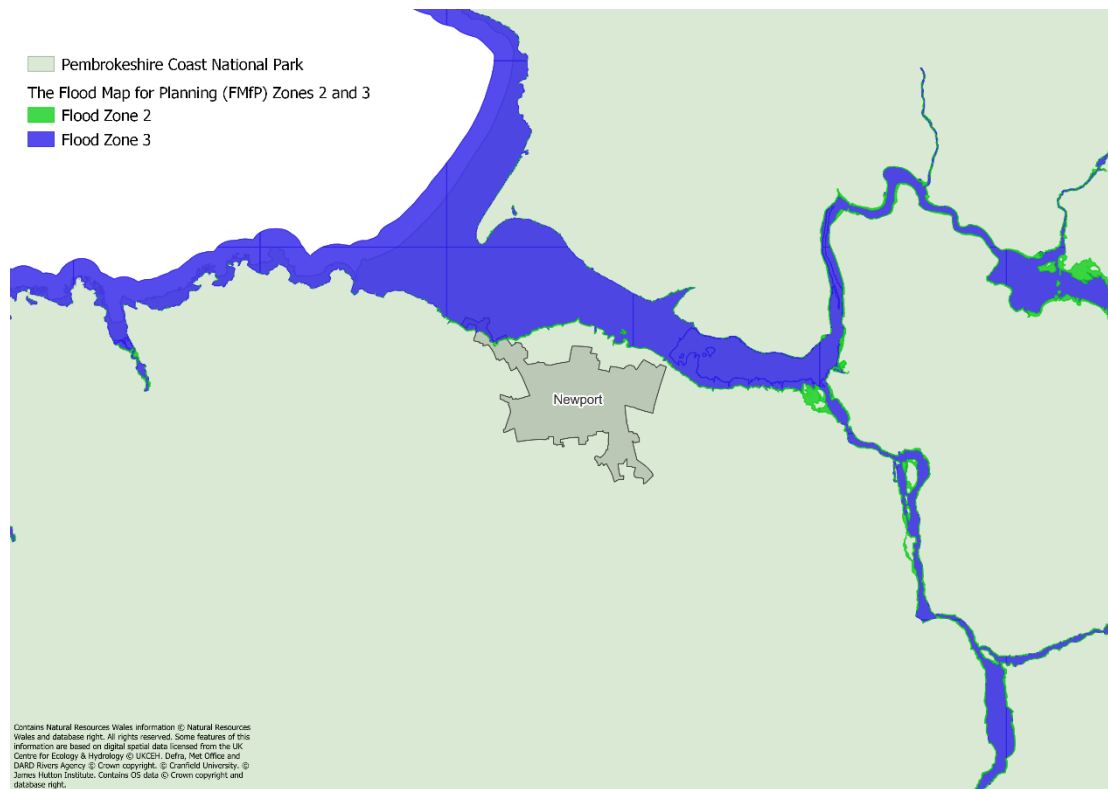 Pembrokeshire Coast National Park
The Flood Map for Planning (FMfP) Zones 2 and 3
Flood Zone 2
Flood Zone 3
Newport
Contains Natural Resources Wales information © Natural Resources
Wales and database right. All rights reserved. Some features of this
information are based on digital spatial data licensed from the UK
Centre for Ecology & Hydrology © UKCEH. Defra, Met Office and
DARD Rivers Agency © Crown copyright. © Cranfield University. ©
James Hutton Institute. Contains OS data © Crown copyright and
database right.